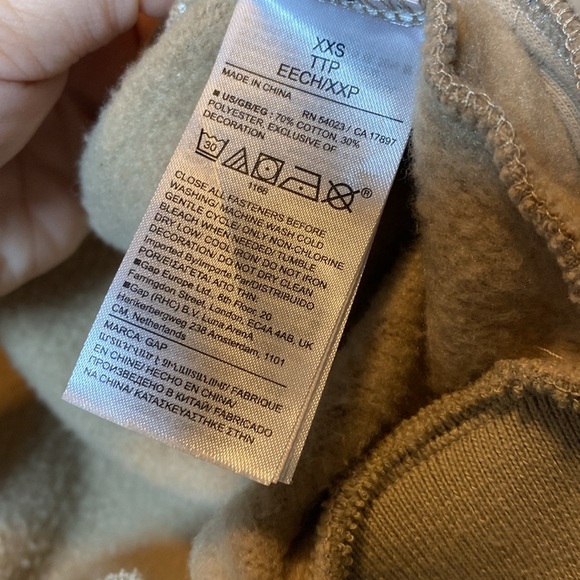 XXS
TTP
EECH/XXP
MADE IN CHINA RN 54023 / CA 17897
■ US/GB/EG: 70% COTTON, 30%
POLYESTER, EXCLUSIVE OF
DECORATION
30 ®
1166
CLOSE ALL FASTENERS BEFORE
WASHING/ MACHINE WASH COLD
GENTLE CYCLE/ ONLY NON-CHLORINE
BLEACH WHEN NEEDED/ TUMBLE
DRY LOW/ COOL IRON/ DO NOT IRON
DECORATION/ DO NOT DRY CLEAN
Imported By/Importé Par/DISTRIBUIDO
POR/ΕΙΣΑΓΕΤΑΙ ΑΠΟ ΤΗΝ:
■Gap Europe Ltd., 6th Floor, 20
Farringdon Street, London, EC4A 4AB, UK
■Gap (RHC) B.V./ Luna ArenA
Herikerbergweg 238 Amsterdam, 1101
CM, Netherlands
MARCA: GAP
FABRIQUE
EN CHINE/ HECHO EN CHINA/
ПРОИЗВЕДЕНО В КИТАЙ/ FABRICADO
NA CHINA/ ΚΑΤΑΣΚΕΥΑΣΤΗΚΕ ΣΤΗΝ